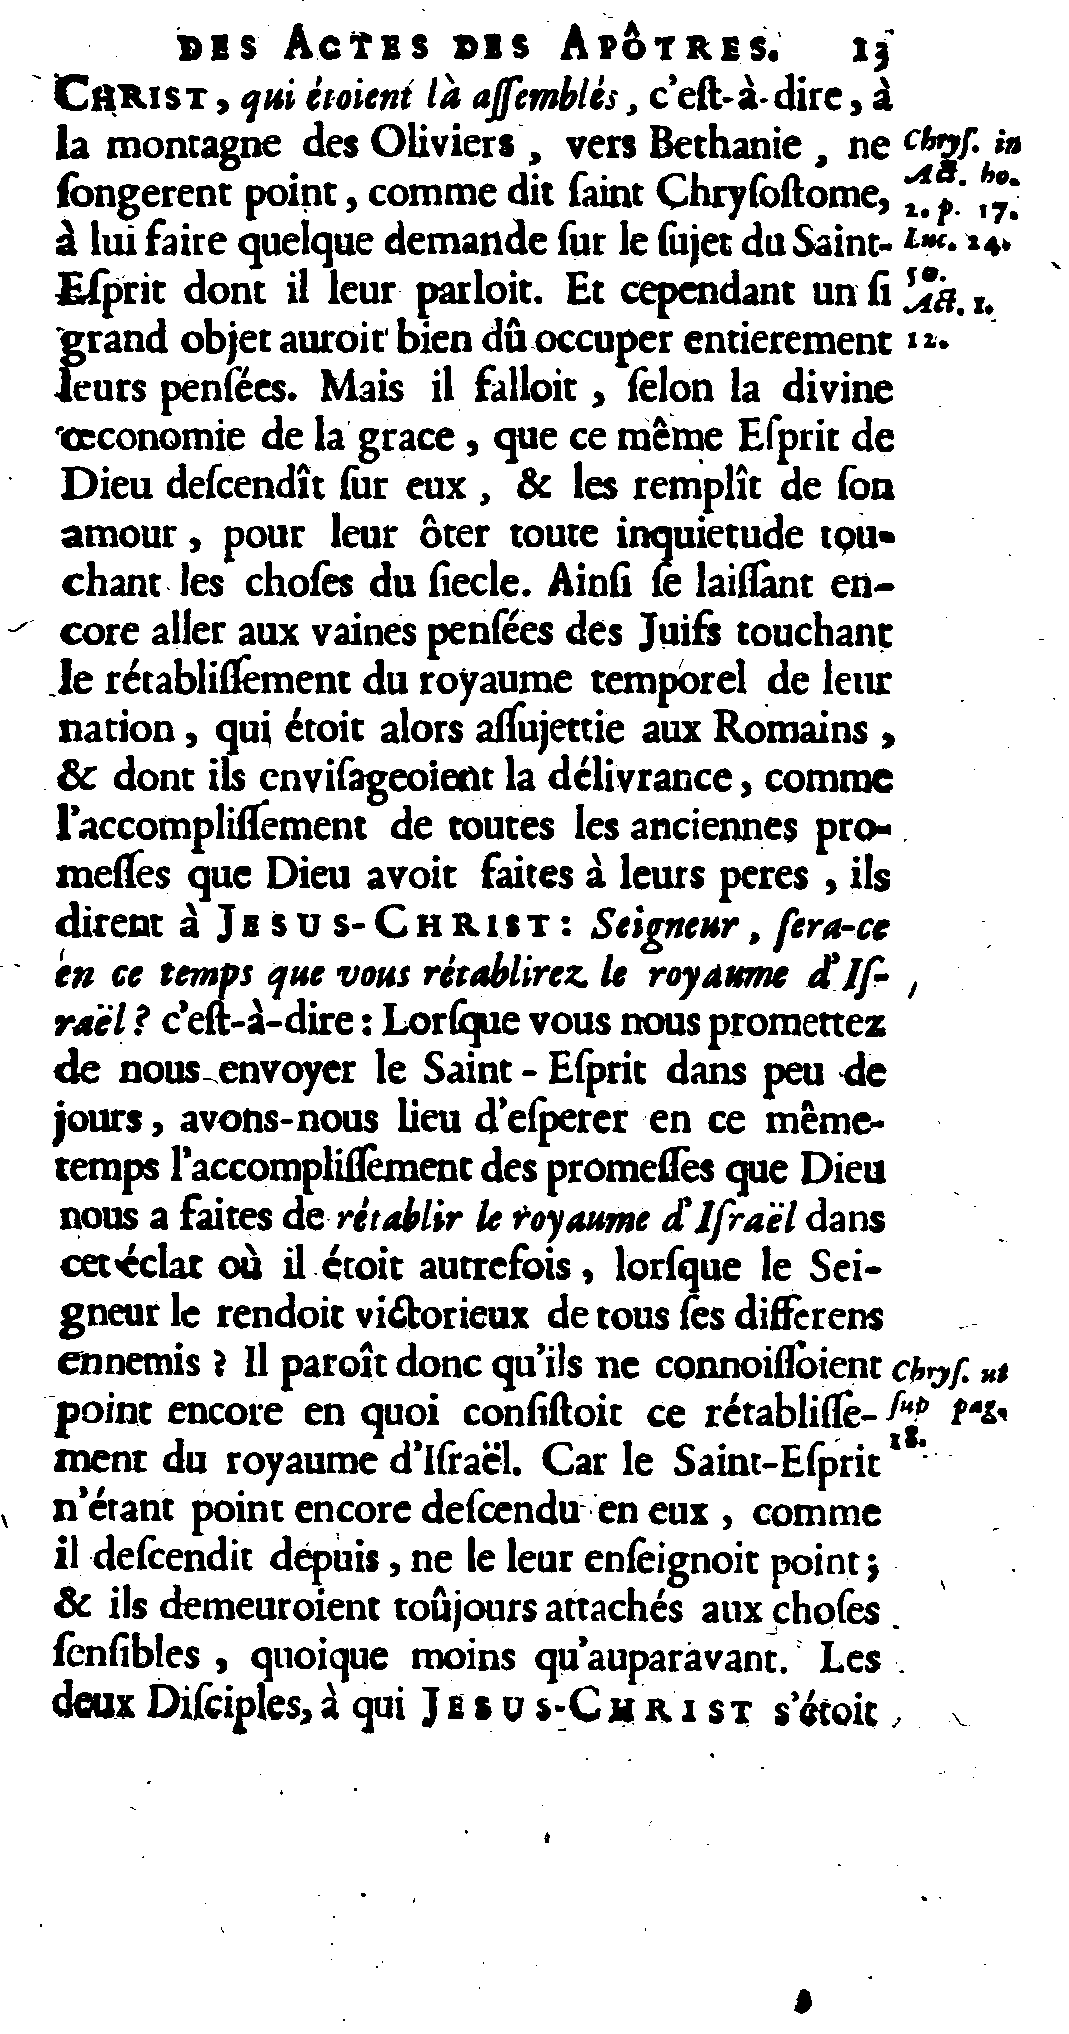 DES ACTES DES APÔTRES. 13
CHRIST, qui étoient là aſſemblés, c'eſt-à-dire, à
la montagne des Oliviers, vers Bethanie, ne
ſongerent point, comme dit ſaint Chryſoſtome,
à lui faire quelque demande ſur le ſujet du Saint-
Eſprit dont il leur parloit. Et cependant un ſi
grand objet auroit bien dû occuper entierement
leurs penſées. Mais il falloit, ſelon la divine
œconomie de la grace, que ce même Eſprit de
Dieu deſcendît ſur eux, & les remplît de ſon
amour, pour leur ôter toute inquietude tou-
chant les choſes du ſiecle. Ainſi ſe laiſſant en-
core aller aux vaines penſées des Juifs touchant
le rétabliſſement du royaume temporel de leur
nation, qui étoit alors aſſujettie aux Romains,
& dont ils enviſageoient la délivrance, comme
l'accompliſſement de toutes les anciennes pro-
meſſes que Dieu avoit faites à leurs peres, ils
dirent à JESUS-CHRIST: Seigneur, ſera-ce
en ce temps que vous rétablirez le royaume d'Iſ-
raël? c'eſt-à-dire: Lorſque vous nous promettez
de nous envoyer le Saint-Eſprit dans peu de
jours, avons-nous lieu d'eſperer en ce même-
temps l'accompliſſement des promeſſes que Dieu
nous a faites de rétablir le royaume d'Iſraël dans
cet éclat où il étoit autrefois, lorſque le Sei-
gneur le rendoit victorieux de tous ſes differens
ennemis? Il paroît donc qu'ils ne connoiſſoient
point encore en quoi conſiſtoit ce rétabliſſe-
ment du royaume d'Iſraël. Car le Saint-Eſprit
n'étant point encore deſcendu en eux, comme
il deſcendit depuis, ne le leur enſeignoit point;
& ils demeuroient toûjours attachés aux choſes
ſenſibles, quoique moins qu'auparavant. Les
deux Diſciples, à qui JESUS-CHRIST s'étoit
Chryſ. in
Act. ho.
2. p. 17.
Luc. 24.
50.
Act. 1.
12.
Chryſ. ut
ſup pag.
18.